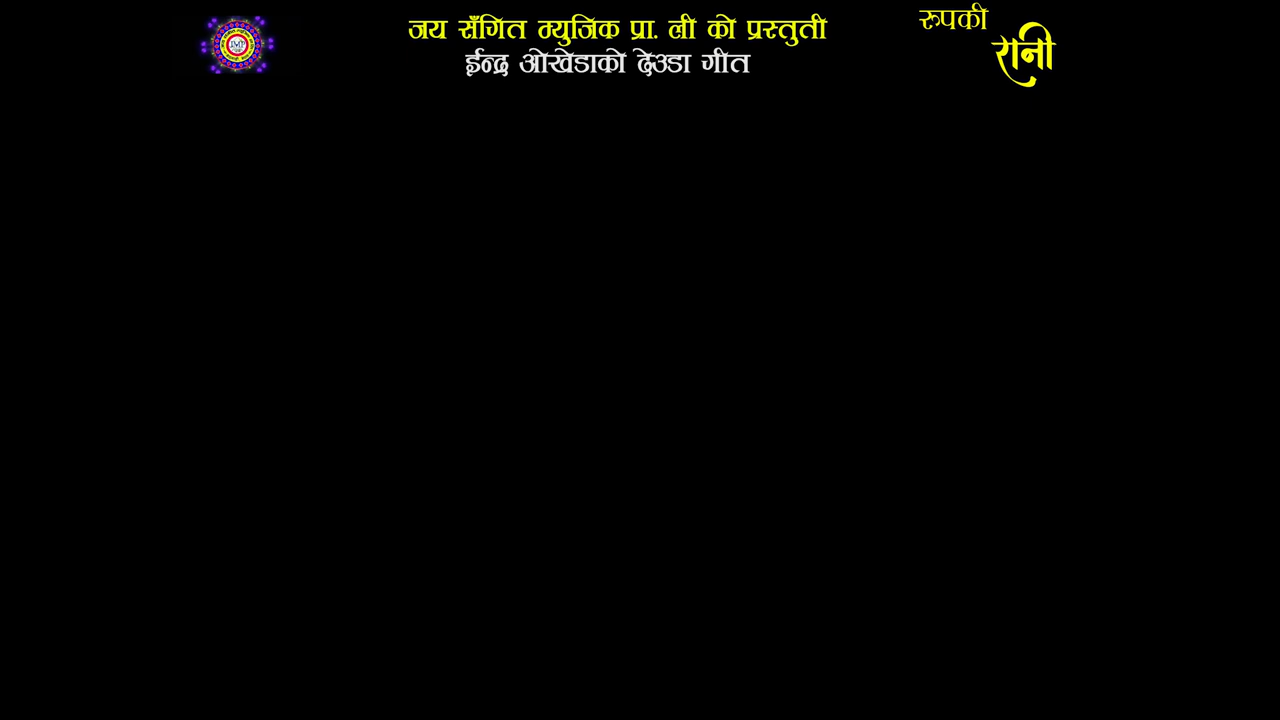 जय सँगित म्युजिक प्रा. ली को प्रस्तुती
ईन्द्र ओखेडाको देउडा गीत
रुपकी
रानी